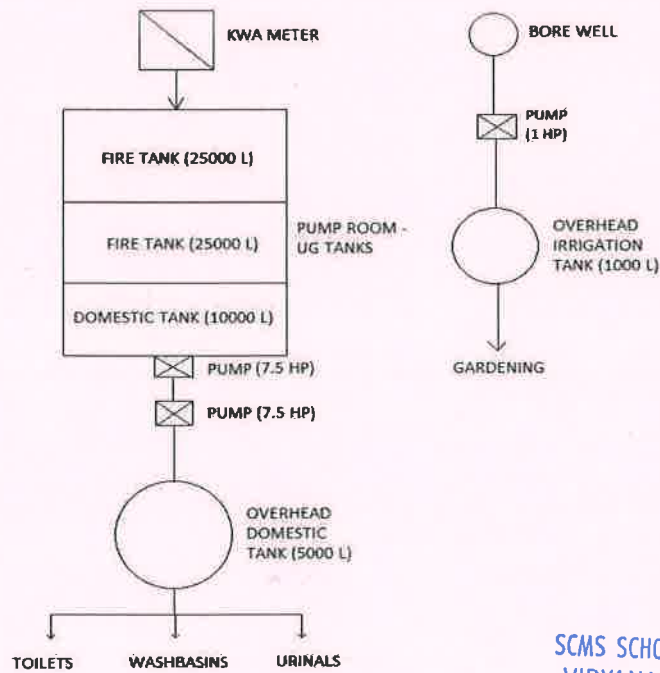 KWA METER
FIRE TANK (25000 L)
FIRE TANK (25000 L)
PUMP ROOM -
UG TANKS
DOMESTIC TANK (10000 L)
PUMP (7.5 HP)
PUMP (7.5 HP)
OVERHEAD
DOMESTIC
TANK (5000 L)
TOILETS
WASHBASINS
URINALS
BORE WELL
PUMP
(1 HP)
OVERHEAD
IRRIGATION
TANK (1000 L)
GARDENING
SCMS SCHO